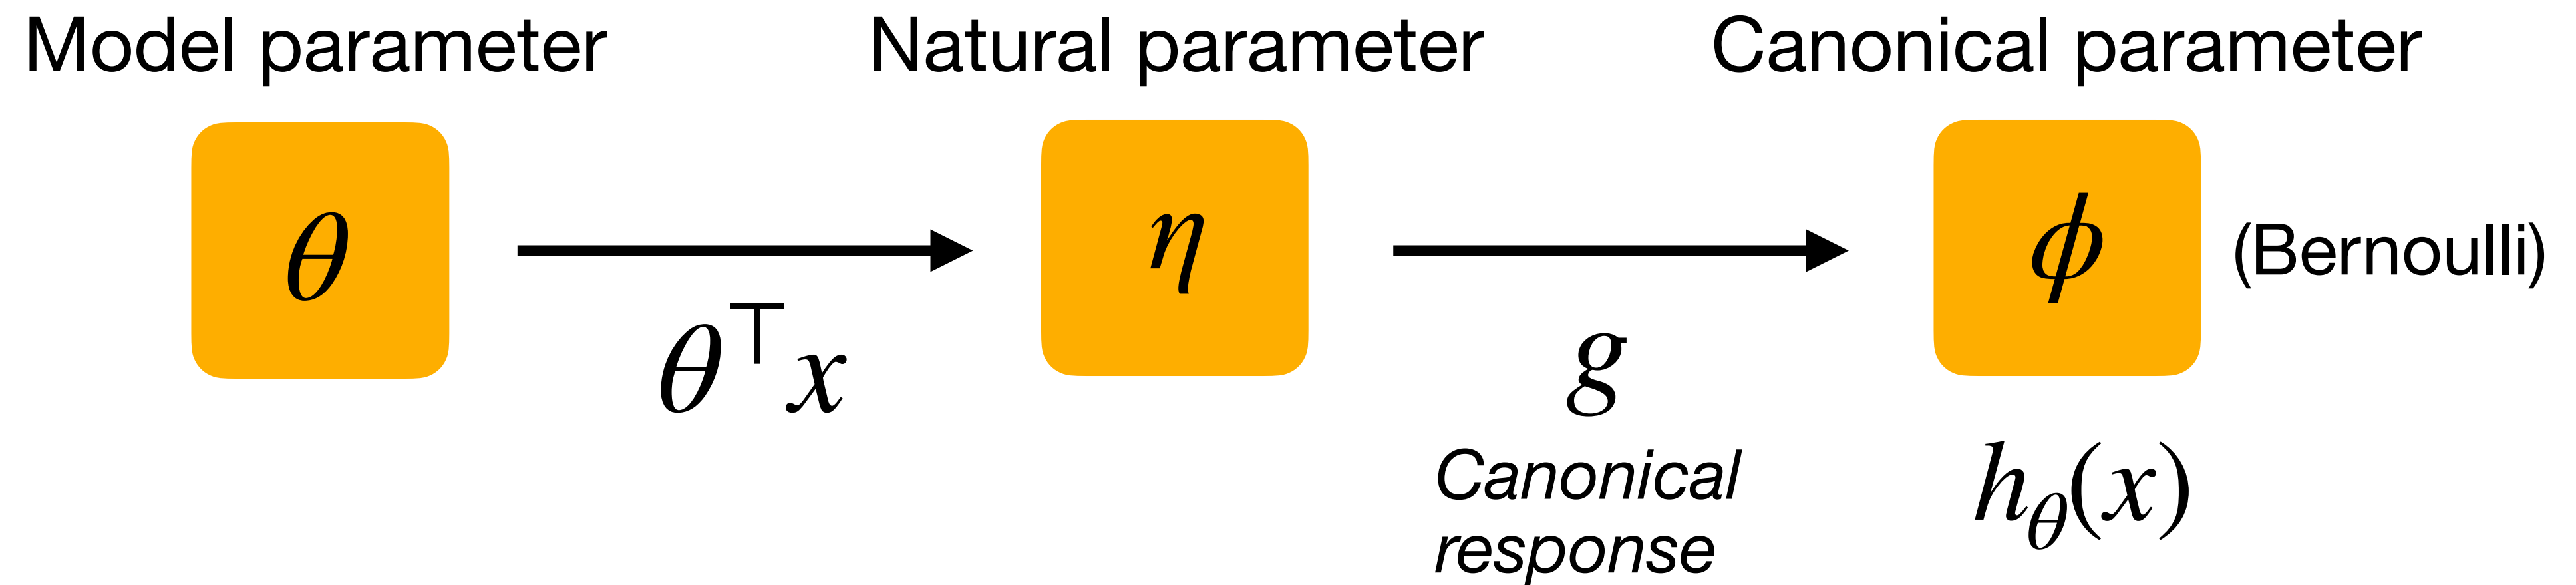 Model parameter
Natural parameter
Canonical parameter
θ
η
ϕ
(Bernoulli)
θ⊤x
g
Canonical
response
hθ(x)